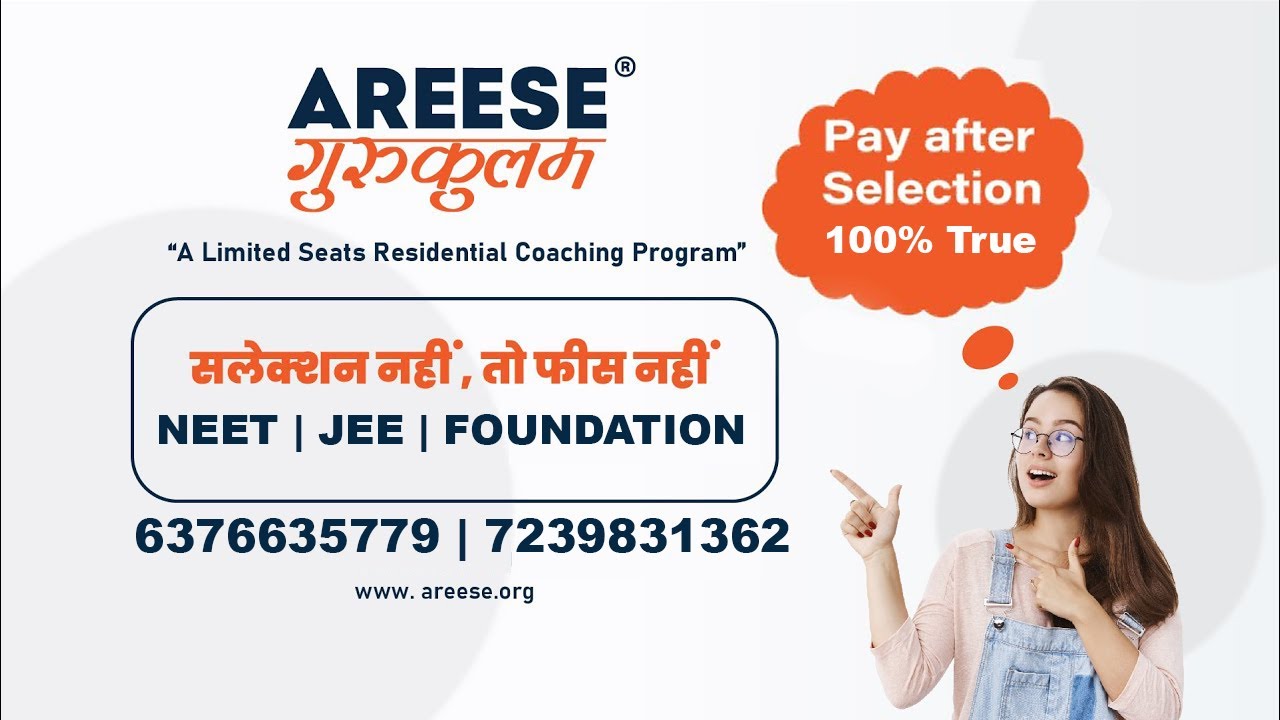 AREESE®
गुरुकुलम
“A Limited Seats Residential Coaching Program”
सलेक्शन नहीं, तो फीस नहीं
NEET | JEE | FOUNDATION
6376635779 | 7239831362
www. areese.org
Pay after
Selection
100% True